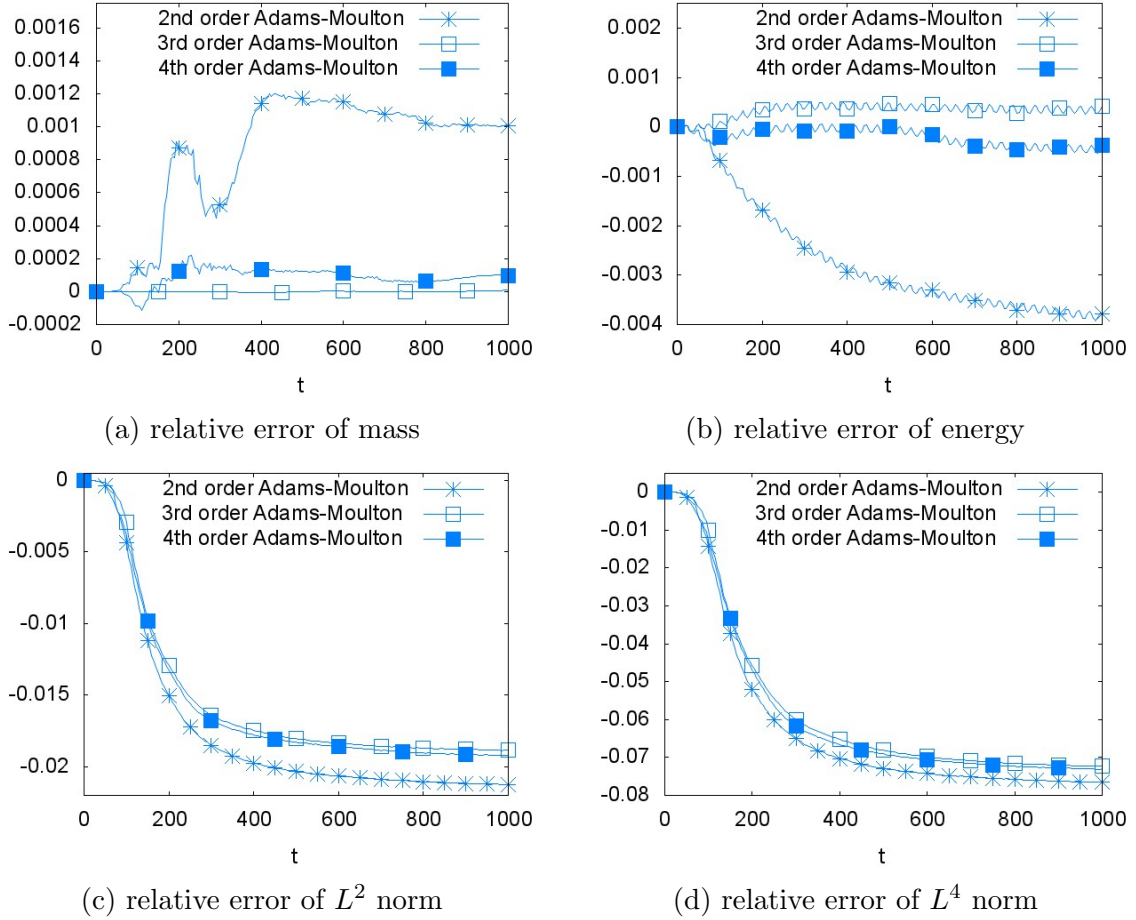 0.0016
0.0014
0.0012
0.001
0.0008
0.0006
0.0004
0.0002
0
-0.0002
2nd order Adams-Moulton
3rd order Adams-Moulton
4th order Adams-Moulton
0 200 400 600 800 1000
t
(a) relative error of mass
0.002
0.001
0
-0.001
-0.002
-0.003
-0.004
2nd order Adams-Moulton
3rd order Adams-Moulton
4th order Adams-Moulton
0 200 400 600 800 1000
t
(b) relative error of energy
0
-0.005
-0.01
-0.015
-0.02
2nd order Adams-Moulton
3rd order Adams-Moulton
4th order Adams-Moulton
0 200 400 600 800 1000
t
(c) relative error of L² norm
0
-0.01
-0.02
-0.03
-0.04
-0.05
-0.06
-0.07
-0.08
2nd order Adams-Moulton
3rd order Adams-Moulton
4th order Adams-Moulton
0 200 400 600 800 1000
t
(d) relative error of L⁴ norm